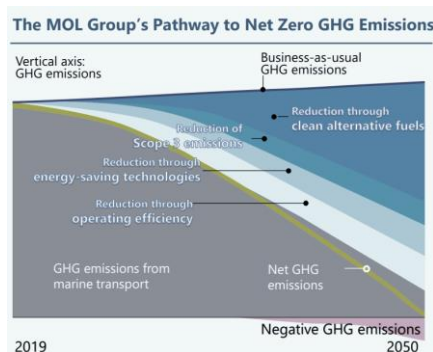 The MOL Group's Pathway to Net Zero GHG Emissions
Vertical axis:
GHG emissions
Business-as-usual
GHG emissions
Reduction through
clean alternative fuels
Reduction of
Scope 3 emissions
Reduction through
energy-saving technologies
Reduction through
operating efficiency
GHG emissions from
marine transport
Net GHG
emissions
Negative GHG emissions
2019
2050